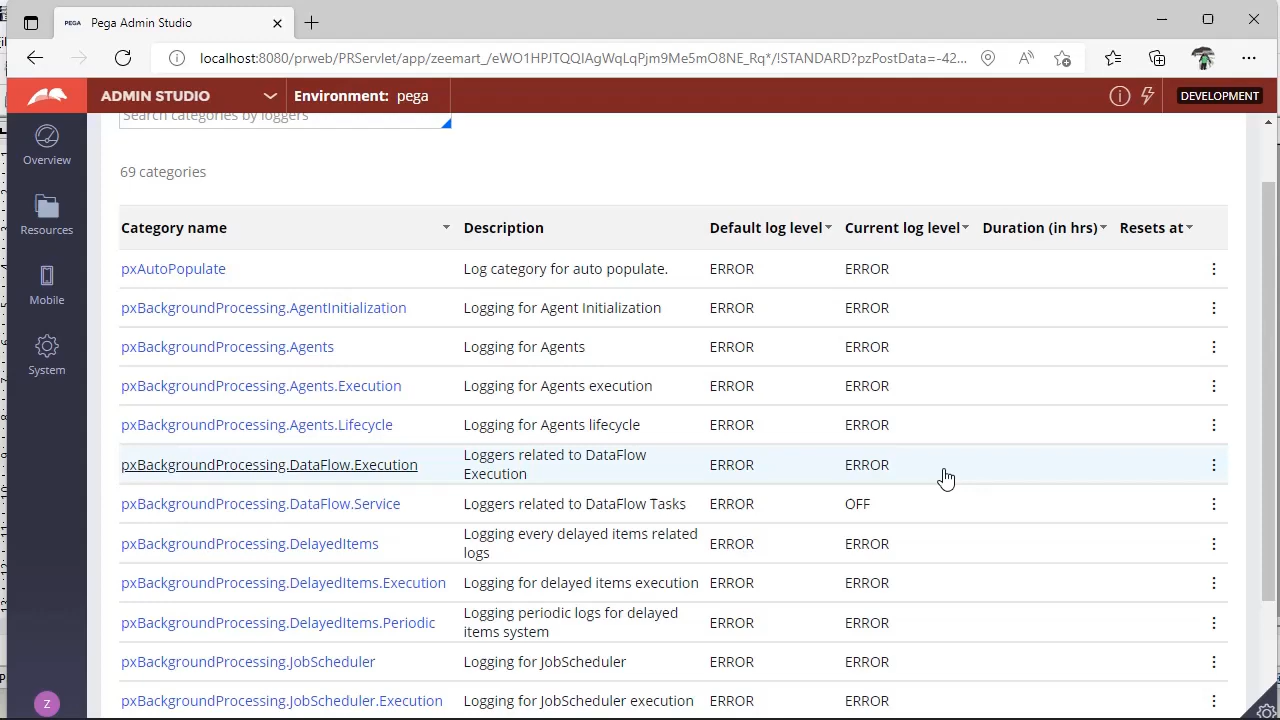 PEGA Pega Admin Studio
localhost:8080/prweb/PRServlet/app/zeemart_/eWO1HPJTQQIAgWqLqPjm9Me5mO8NE_Rq*/!STANDARD?pzPostData=-42...
ADMIN STUDIO Environment: pega DEVELOPMENT
Search categories by loggers
Overview
Resources
Mobile
System
Z
69 categories
Category name Description Default log level Current log level Duration (in hrs) Resets at
pxAutoPopulate Log category for auto populate. ERROR ERROR
pxBackgroundProcessing.AgentInitialization Logging for Agent Initialization ERROR ERROR
pxBackgroundProcessing.Agents Logging for Agents ERROR ERROR
pxBackgroundProcessing.Agents.Execution Logging for Agents execution ERROR ERROR
pxBackgroundProcessing.Agents.Lifecycle Logging for Agents lifecycle ERROR ERROR
pxBackgroundProcessing.DataFlow.Execution Loggers related to DataFlow
Execution ERROR ERROR
pxBackgroundProcessing.DataFlow.Service Loggers related to DataFlow Tasks ERROR OFF
pxBackgroundProcessing.DelayedItems Logging every delayed items related
logs ERROR ERROR
pxBackgroundProcessing.DelayedItems.Execution Logging for delayed items execution ERROR ERROR
pxBackgroundProcessing.DelayedItems.Periodic Logging periodic logs for delayed
items system ERROR ERROR
pxBackgroundProcessing.JobScheduler Logging for JobScheduler ERROR ERROR
pxBackgroundProcessing.JobScheduler.Execution Logging for JobScheduler execution ERROR ERROR